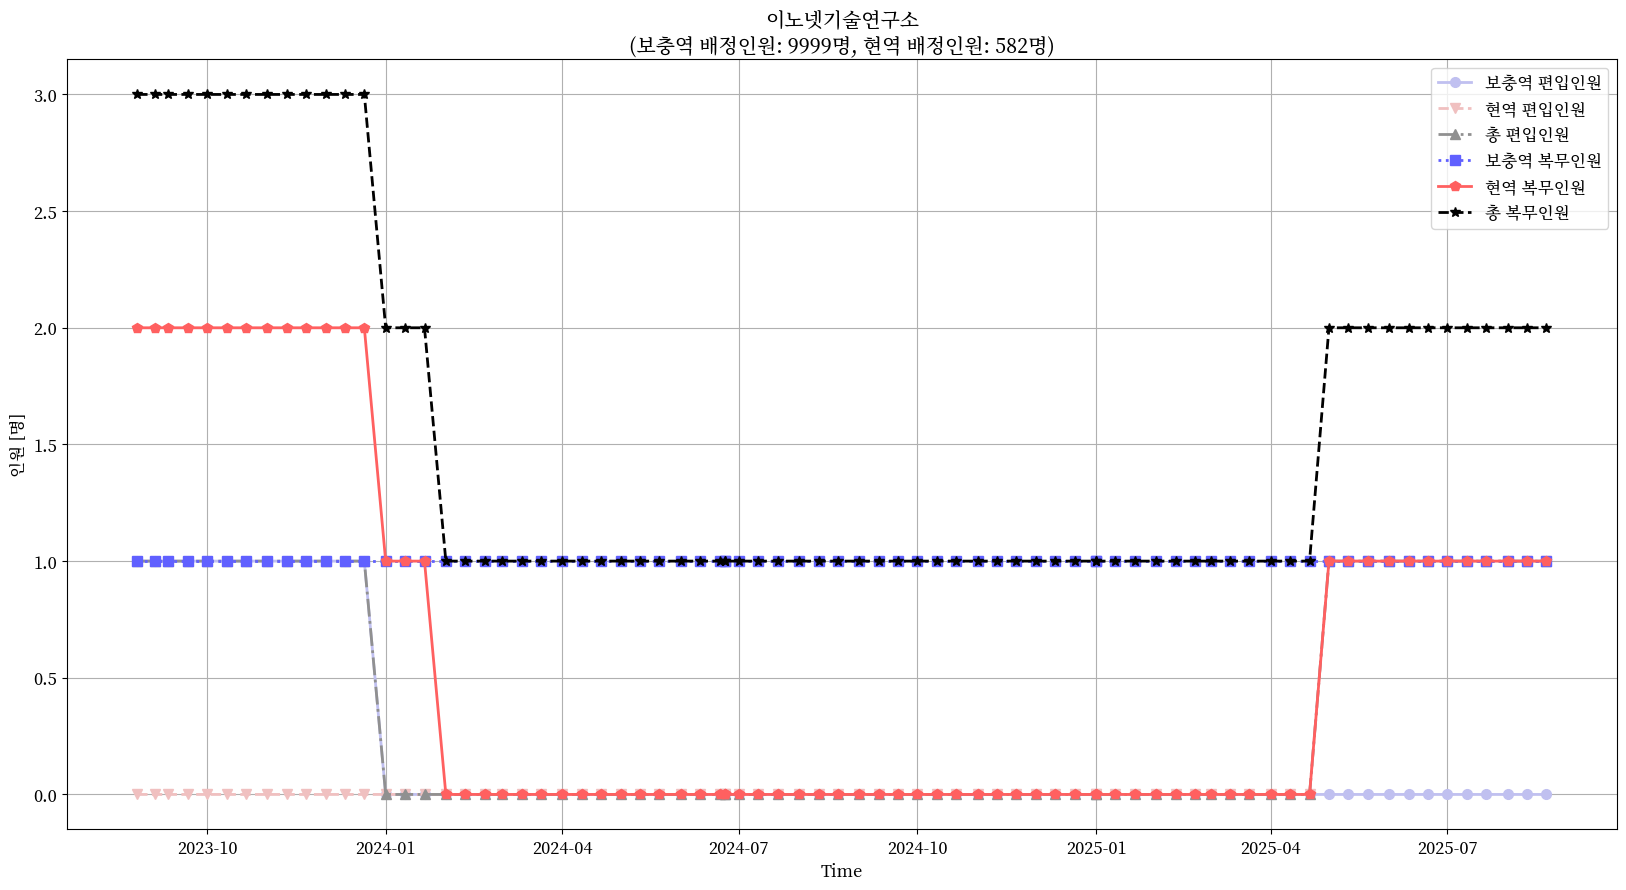 이노넷기술연구소
(보충역 배정인원: 9999명, 현역 배정인원: 582명)
보충역 편입인원
현역 편입인원
총 편입인원
보충역 복무인원
현역 복무인원
총 복무인원
인원 [명]
3.0
2.5
2.0
1.5
1.0
0.5
0.0
2023-10
2024-01
2024-04
2024-07
2024-10
2025-01
2025-04
2025-07
Time